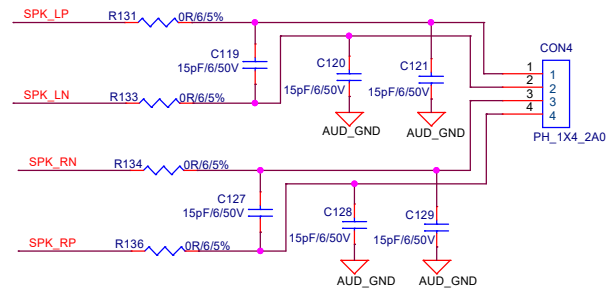 SPK_LP
R131
0R/6/5%
C119
15pF/6/50V
C120
15pF/6/50V
C121
15pF/6/50V
CON4
1
2
3
4
1
2
3
4
PH_1X4_2A0
SPK_LN
R133
0R/6/5%
AUD_GND
AUD_GND
SPK_RN
R134
0R/6/5%
C127
15pF/6/50V
C128
15pF/6/50V
C129
15pF/6/50V
SPK_RP
R136
0R/6/5%
AUD_GND
AUD_GND